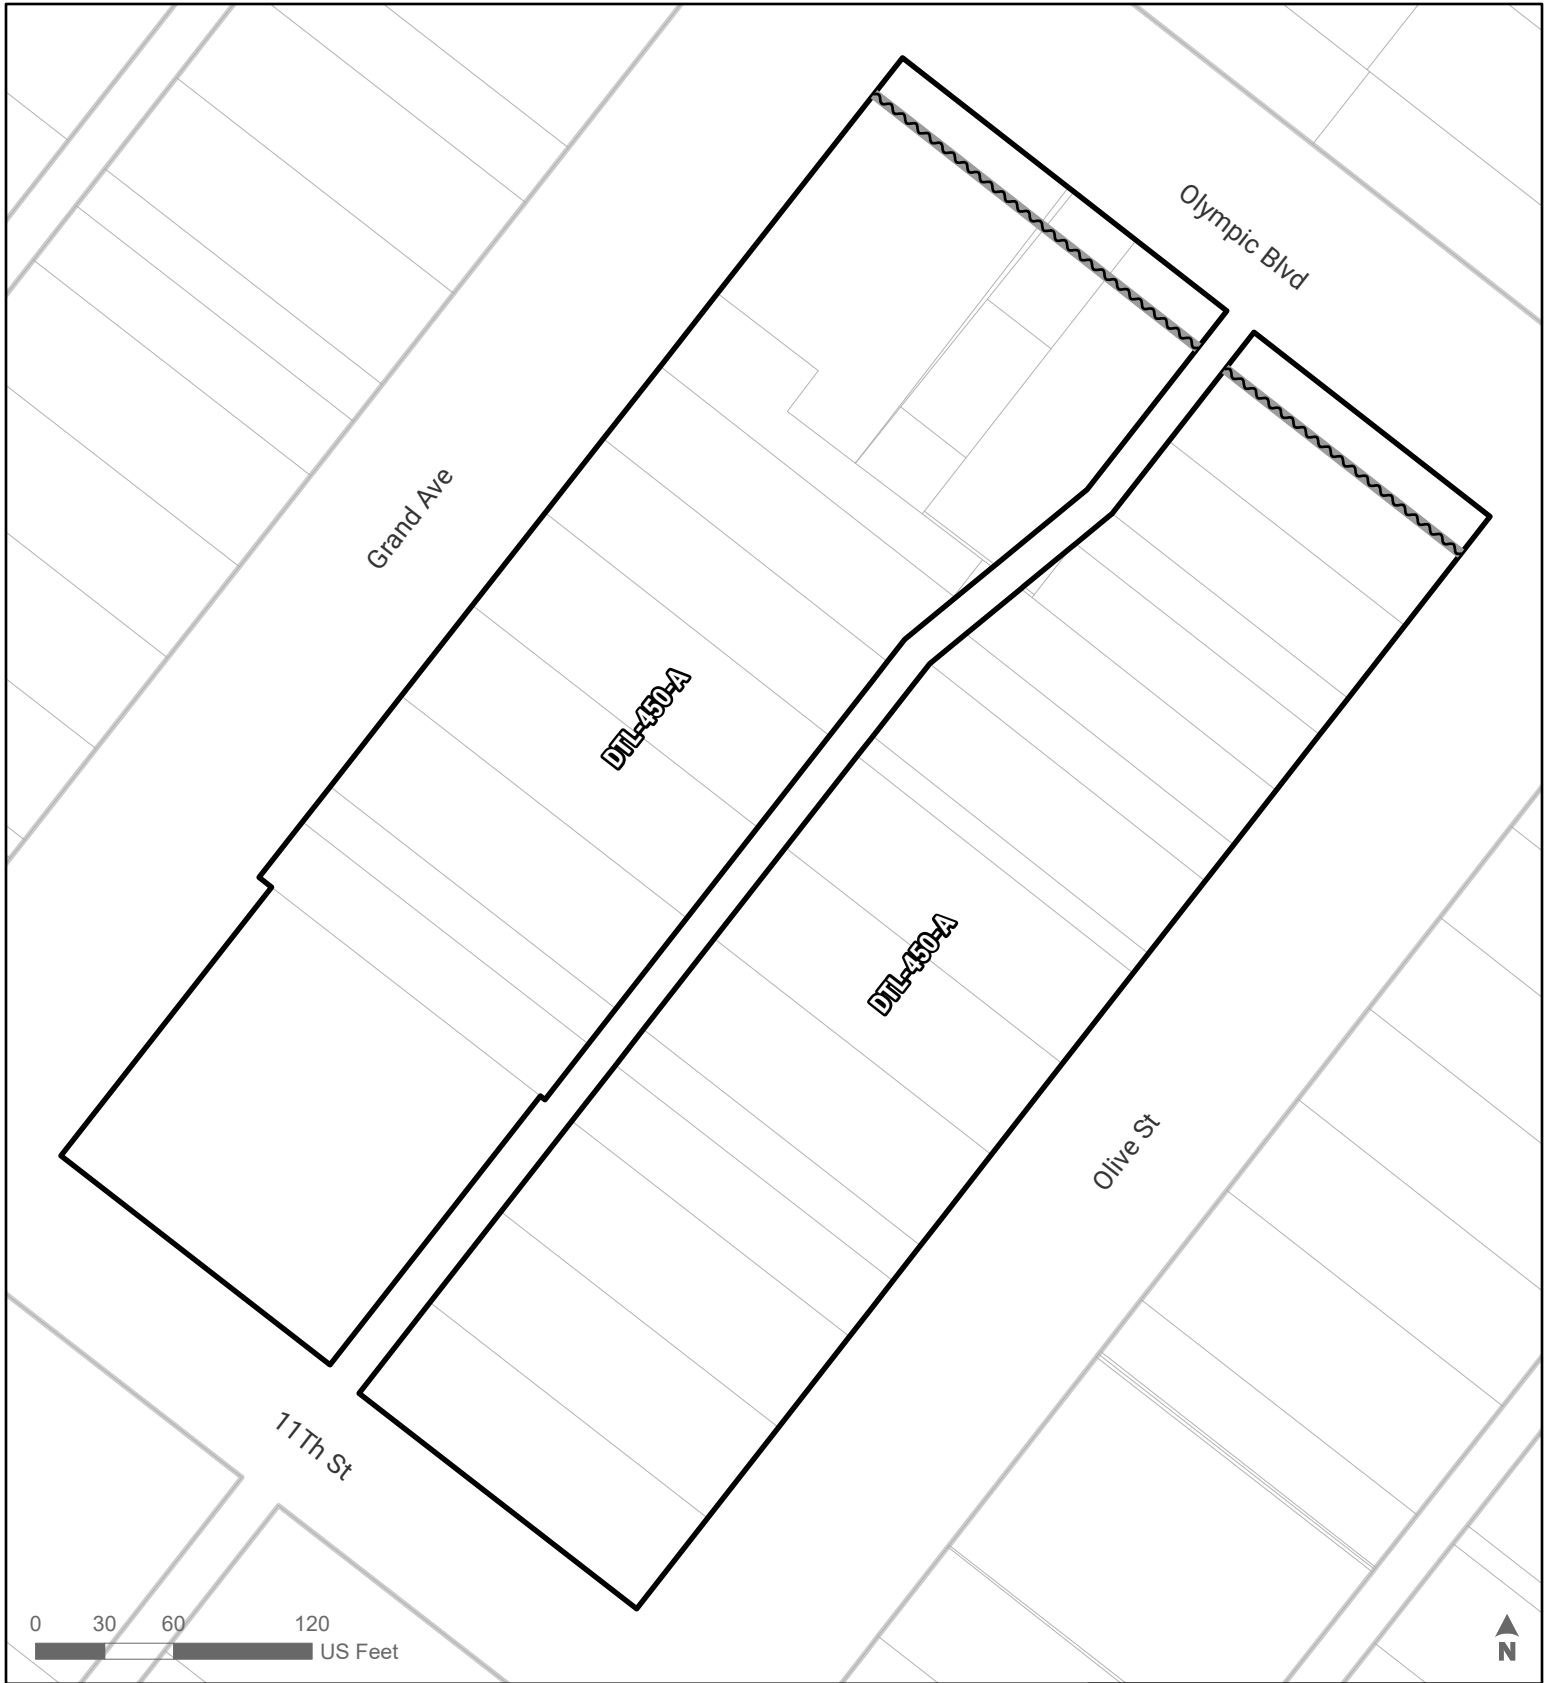 Olympic Blvd
Grand Ave
DTL-450-A
DTL-450-A
Olive St
11Th St
0 30 60 120
US Feet
N